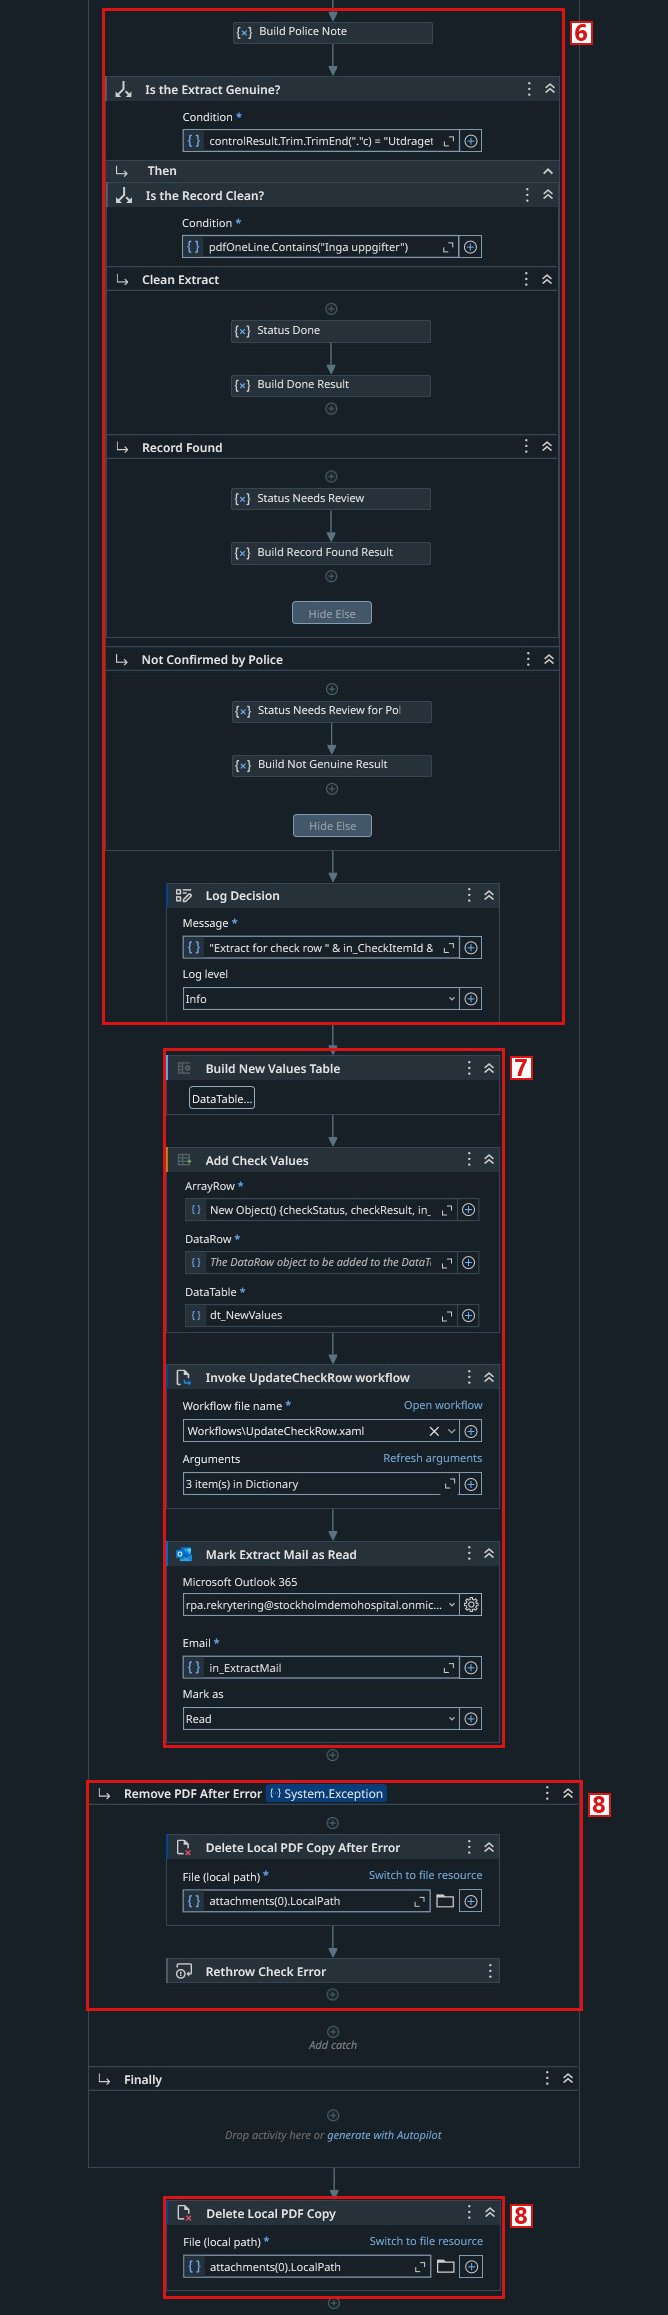 Build Police Note
6
Is the Extract Genuine?
Condition *
controlResult.Trim.TrimEnd("."c) = "Utdraget
Then
Is the Record Clean?
Condition *
pdfOneLine.Contains("Inga uppgifter")
Clean Extract
Status Done
Build Done Result
Record Found
Status Needs Review
Build Record Found Result
Hide Else
Not Confirmed by Police
Status Needs Review for Pol
Build Not Genuine Result
Hide Else
Log Decision
Message *
"Extract for check row " & in_CheckItemId &
Log level
Info
Build New Values Table
7
DataTable...
Add Check Values
ArrayRow *
New Object() {checkStatus, checkResult, in_
DataRow *
The DataRow object to be added to the DataT
DataTable *
dt_NewValues
Invoke UpdateCheckRow workflow
Workflow file name * Open workflow
Workflows\UpdateCheckRow.xaml
Arguments Refresh arguments
3 item(s) in Dictionary
Mark Extract Mail as Read
Microsoft Outlook 365
rpa.rekrytering@stockholmdemohospital.onmic...
Email *
in_ExtractMail
Mark as
Read
Remove PDF After Error System.Exception
8
Delete Local PDF Copy After Error
File (local path) * Switch to file resource
attachments(0).LocalPath
Rethrow Check Error
Add catch
Finally
Drop activity here or generate with Autopilot
Delete Local PDF Copy
8
File (local path) * Switch to file resource
attachments(0).LocalPath